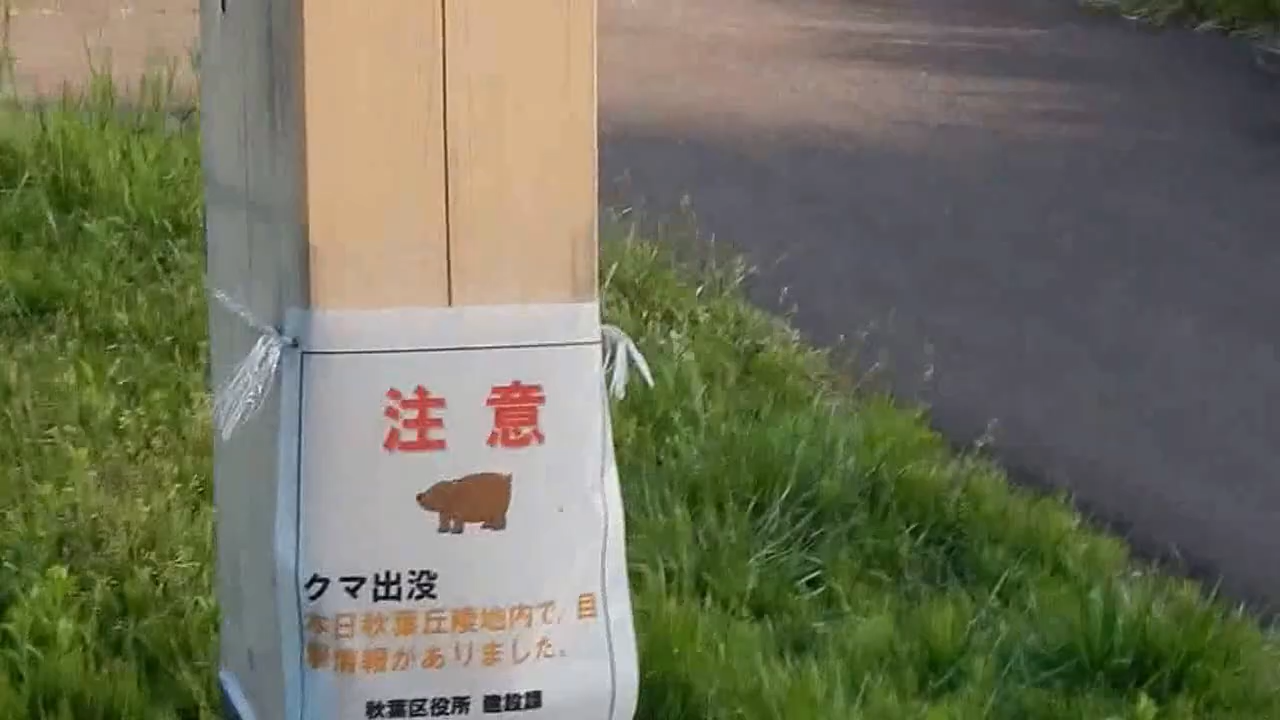 注意
クマ出没
本日秋葉丘陵地内で、目
撃情報がありました。
秋葉区役所 建設課